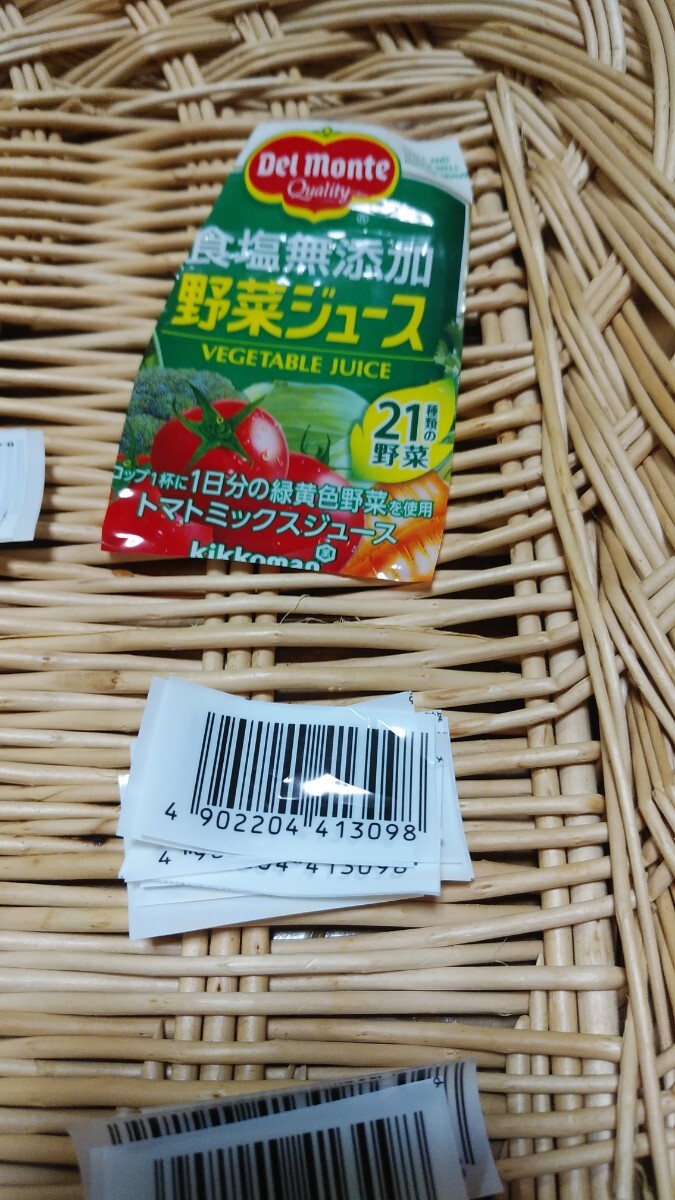 Del Monte
Quality
®
食塩無添加
野菜ジュース
VEGETABLE JUICE
21種類の
野菜
コップ1杯に1日分の緑黄色野菜を使用
トマトミックスジュース
kikkoman
4 902204 413098
413098